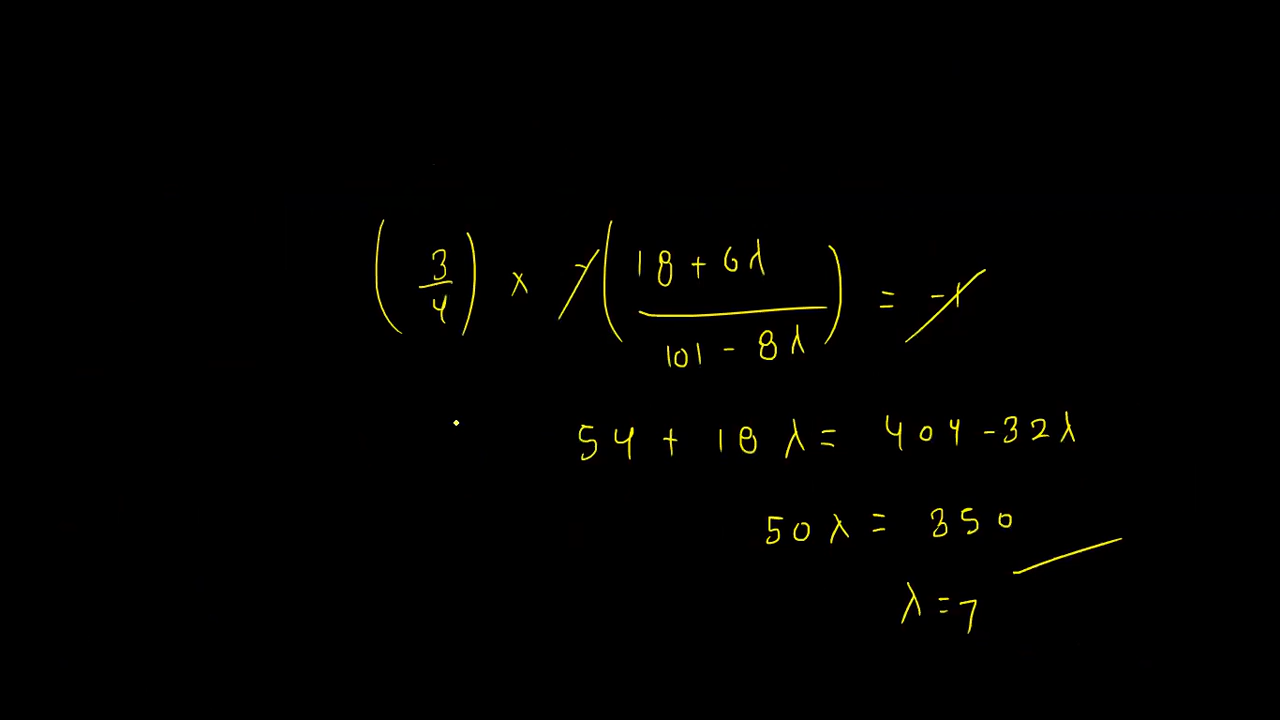 (3/4) × -(18+6λ/101-8λ) = -1
54 + 18λ = 404 - 32λ
50λ = 350
λ = 7